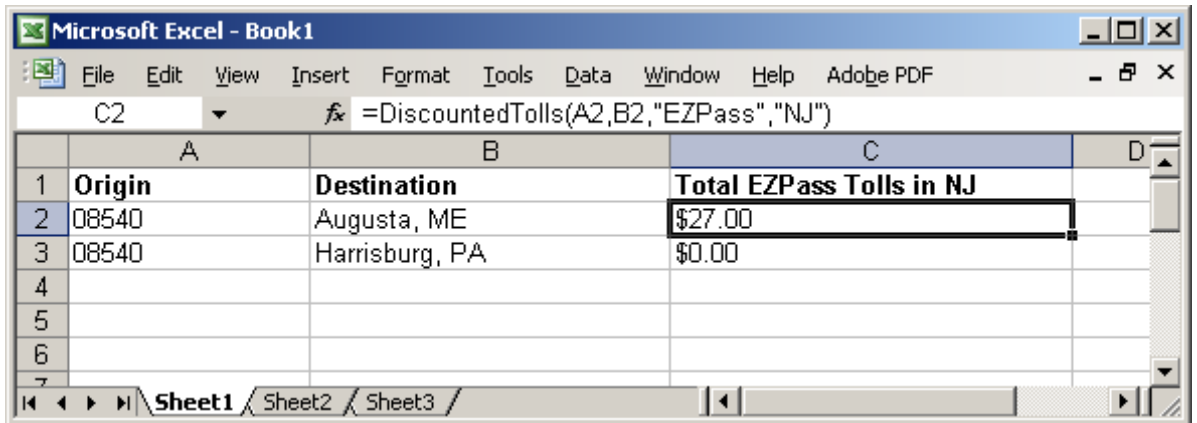 Microsoft Excel - Book1
File Edit View Insert Format Tools Data Window Help Adobe PDF
C2 fx =DiscountedTolls(A2,B2,"EZPass","NJ")
A B C D
1 Origin Destination Total EZPass Tolls in NJ
2 08540 Augusta, ME $27.00
3 08540 Harrisburg, PA $0.00
4
5
6
7
Sheet1 Sheet2 Sheet3